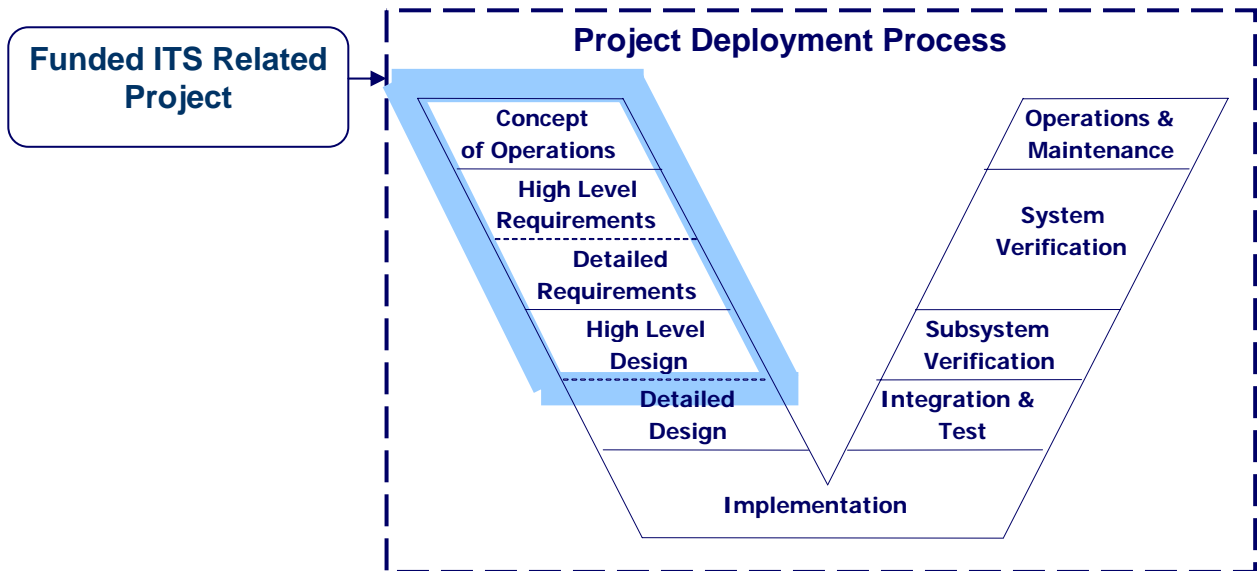 Funded ITS Related
Project
Project Deployment Process
Concept
of Operations
High Level
Requirements
Detailed
Requirements
High Level
Design
Detailed
Design
Implementation
Integration &
Test
Subsystem
Verification
System
Verification
Operations &
Maintenance